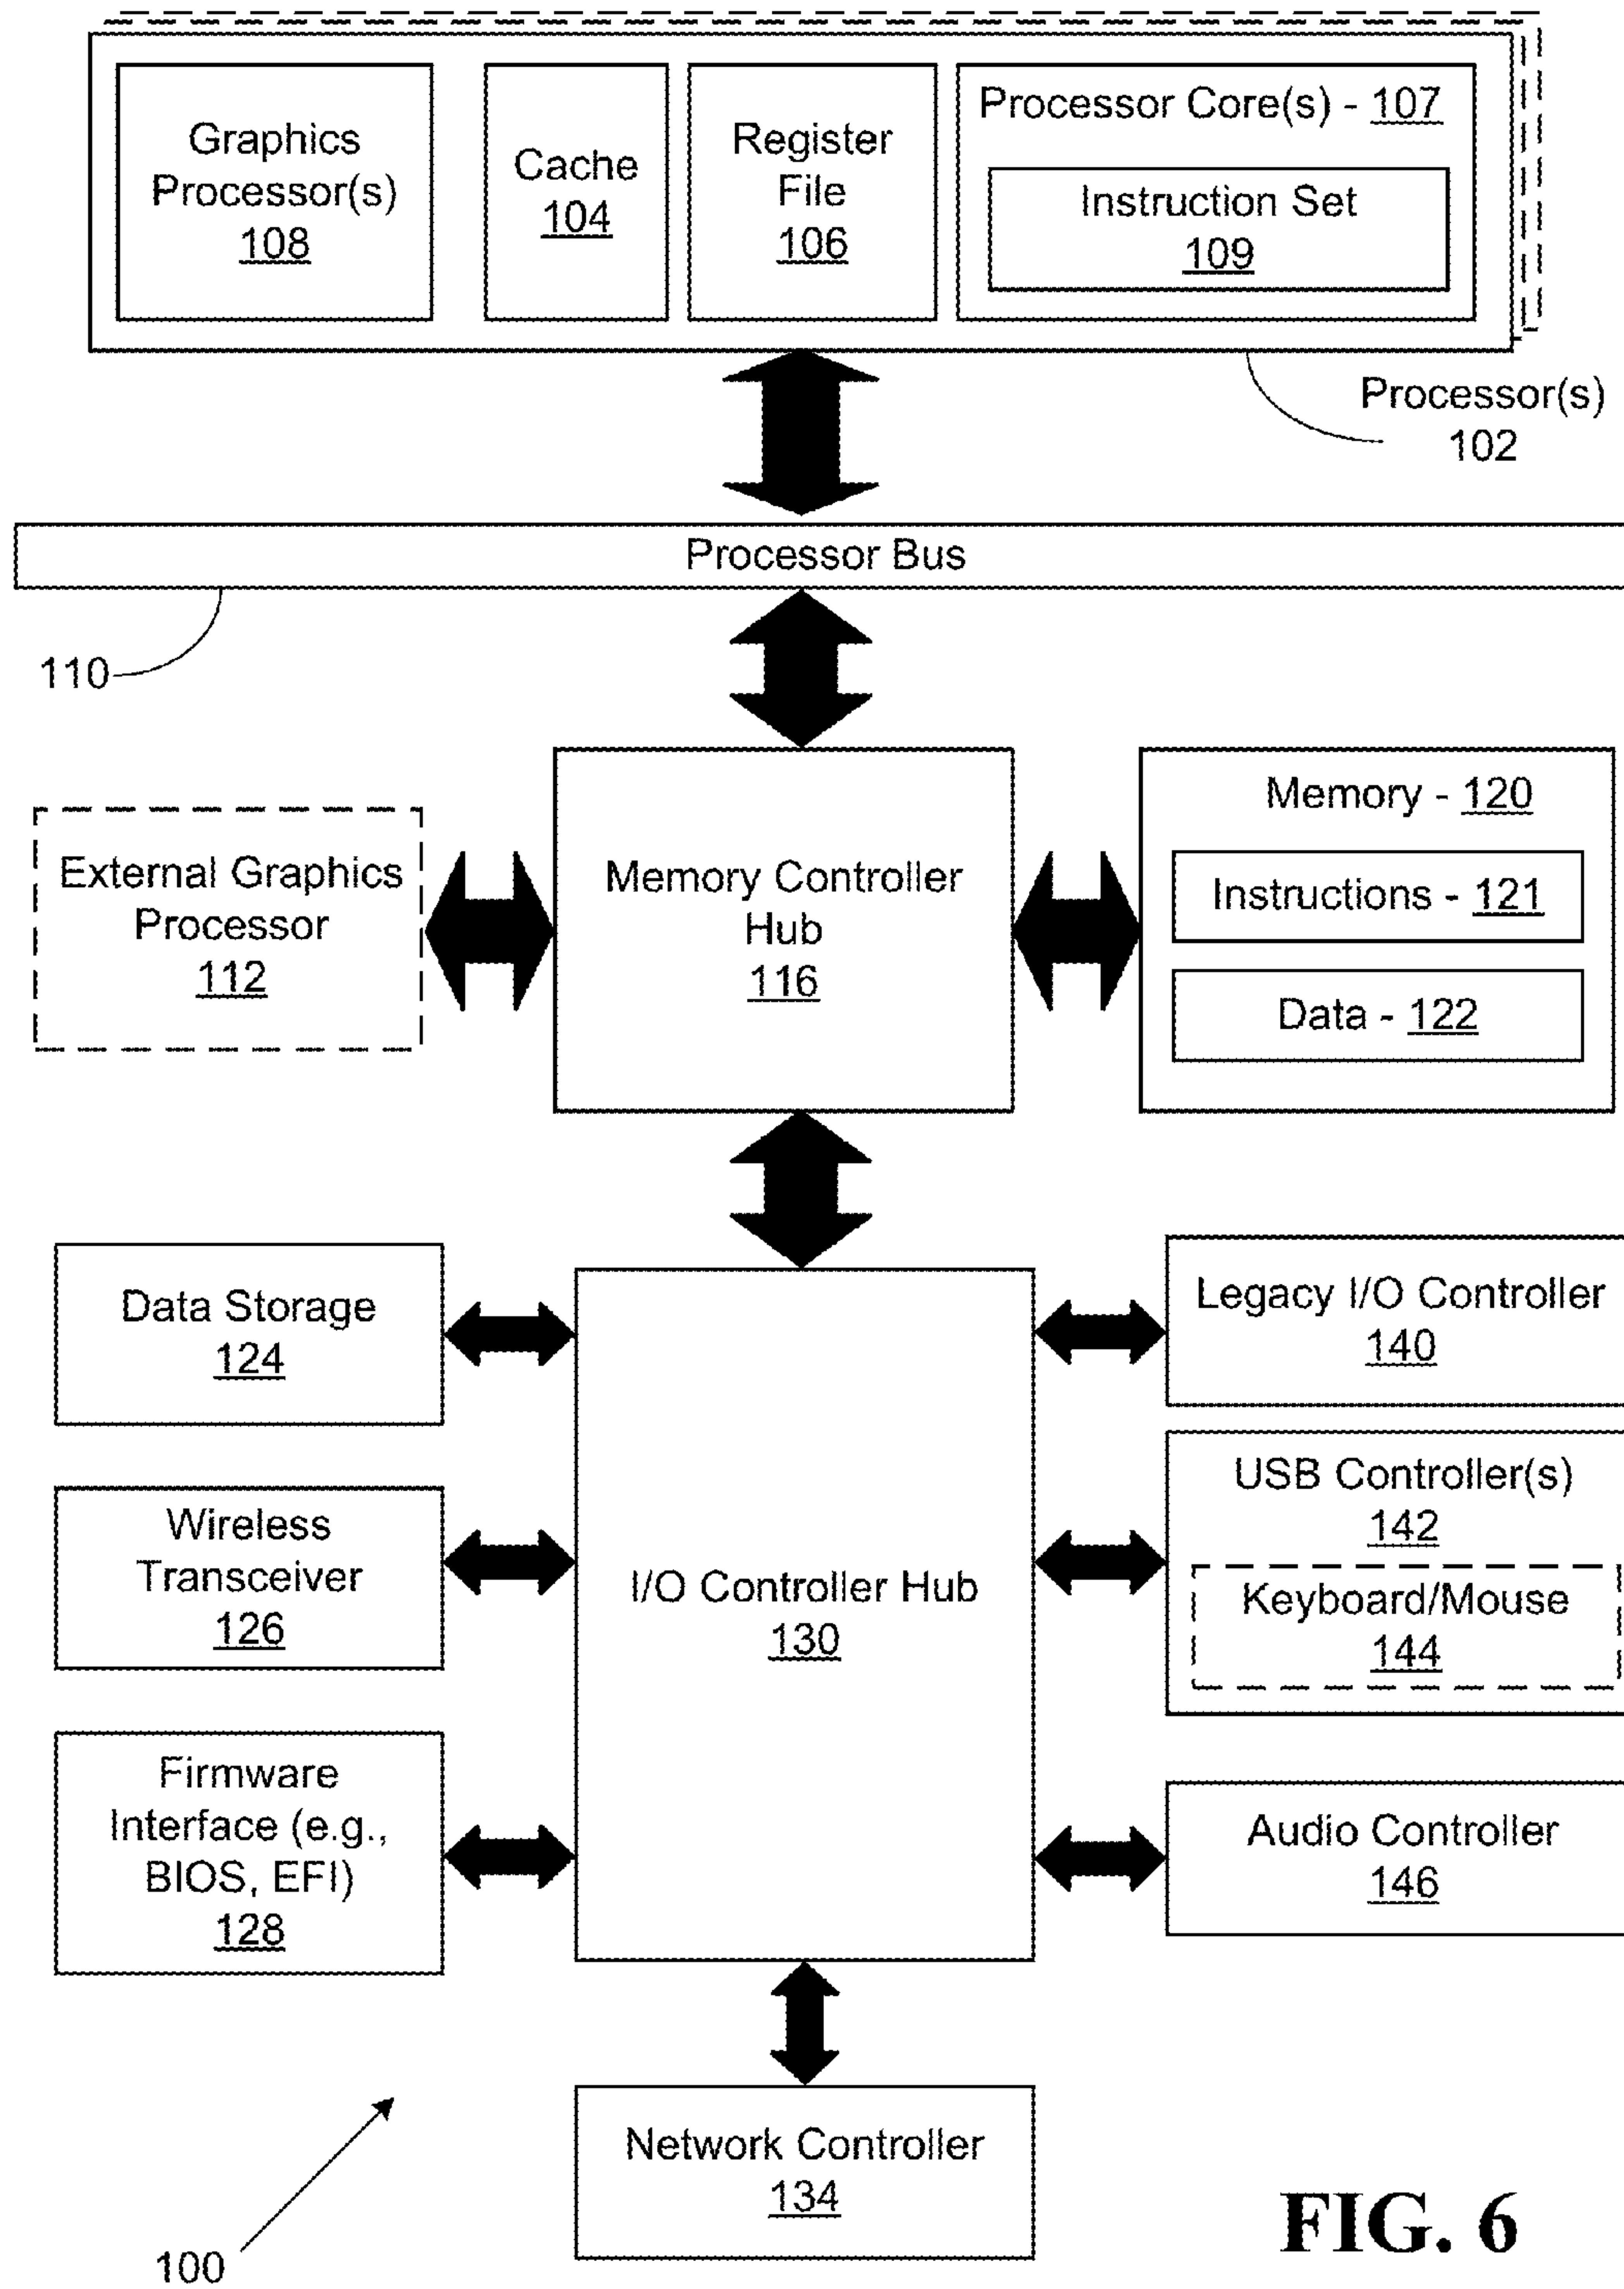 Graphics
Processor(s)
108
Cache
104
Register
File
106
Processor Core(s) - 107
Instruction Set
109
Processor(s)
102
Processor Bus
110
External Graphics
Processor
112
Memory Controller
Hub
116
Memory - 120
Instructions - 121
Data - 122
Data Storage
124
Wireless
Transceiver
126
Firmware
Interface (e.g.,
BIOS, EFI)
128
I/O Controller Hub
130
Legacy I/O Controller
140
USB Controller(s)
142
Keyboard/Mouse
144
Audio Controller
146
Network Controller
134
100
FIG. 6